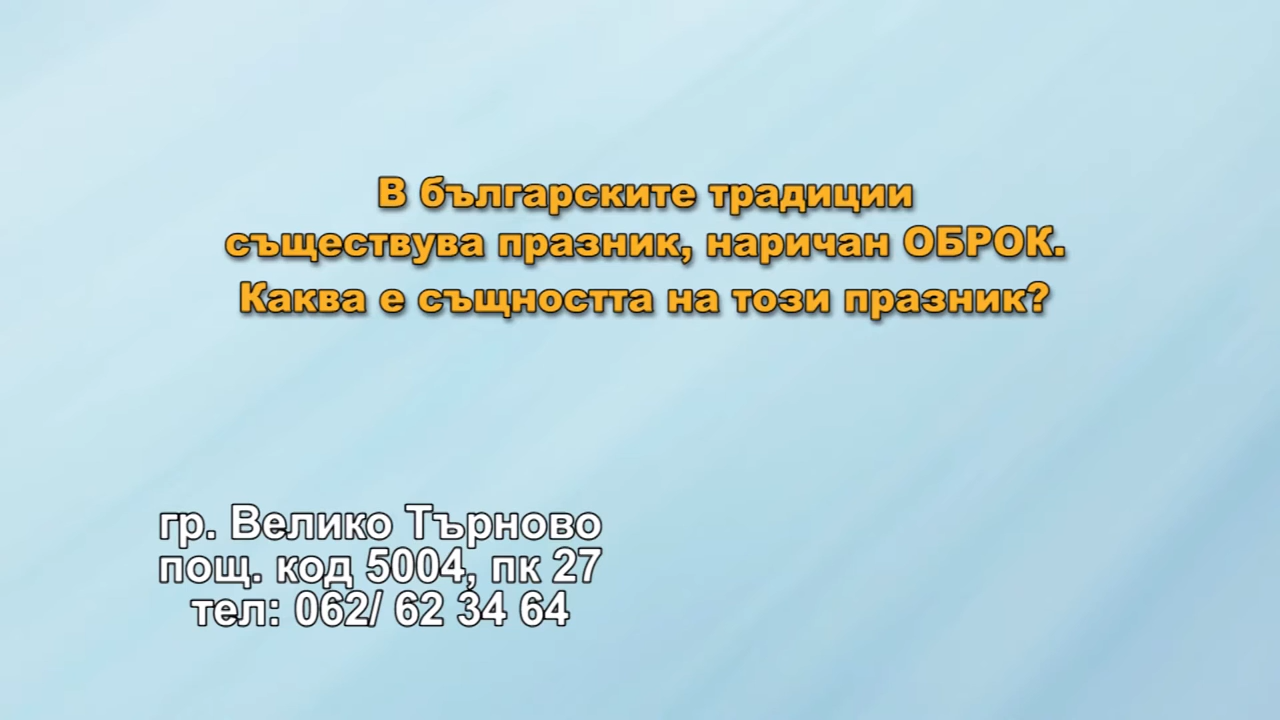 В българските традиции
съществува празник, наричан ОБРОК.
Каква е същността на този празник?
гр. Велико Търново
пощ. код 5004, пк 27
тел: 062/ 62 34 64